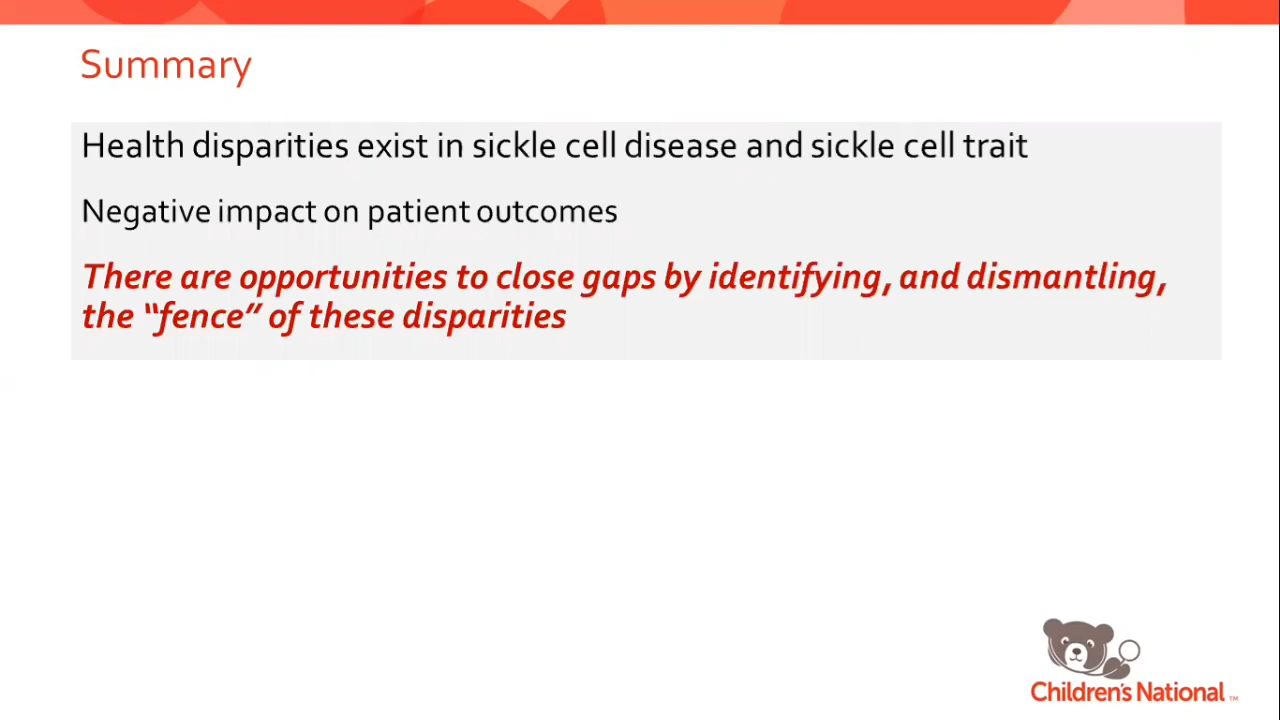 Summary
Health disparities exist in sickle cell disease and sickle cell trait
Negative impact on patient outcomes
There are opportunities to close gaps by identifying, and dismantling,
the “fence” of these disparities
Children's National ™